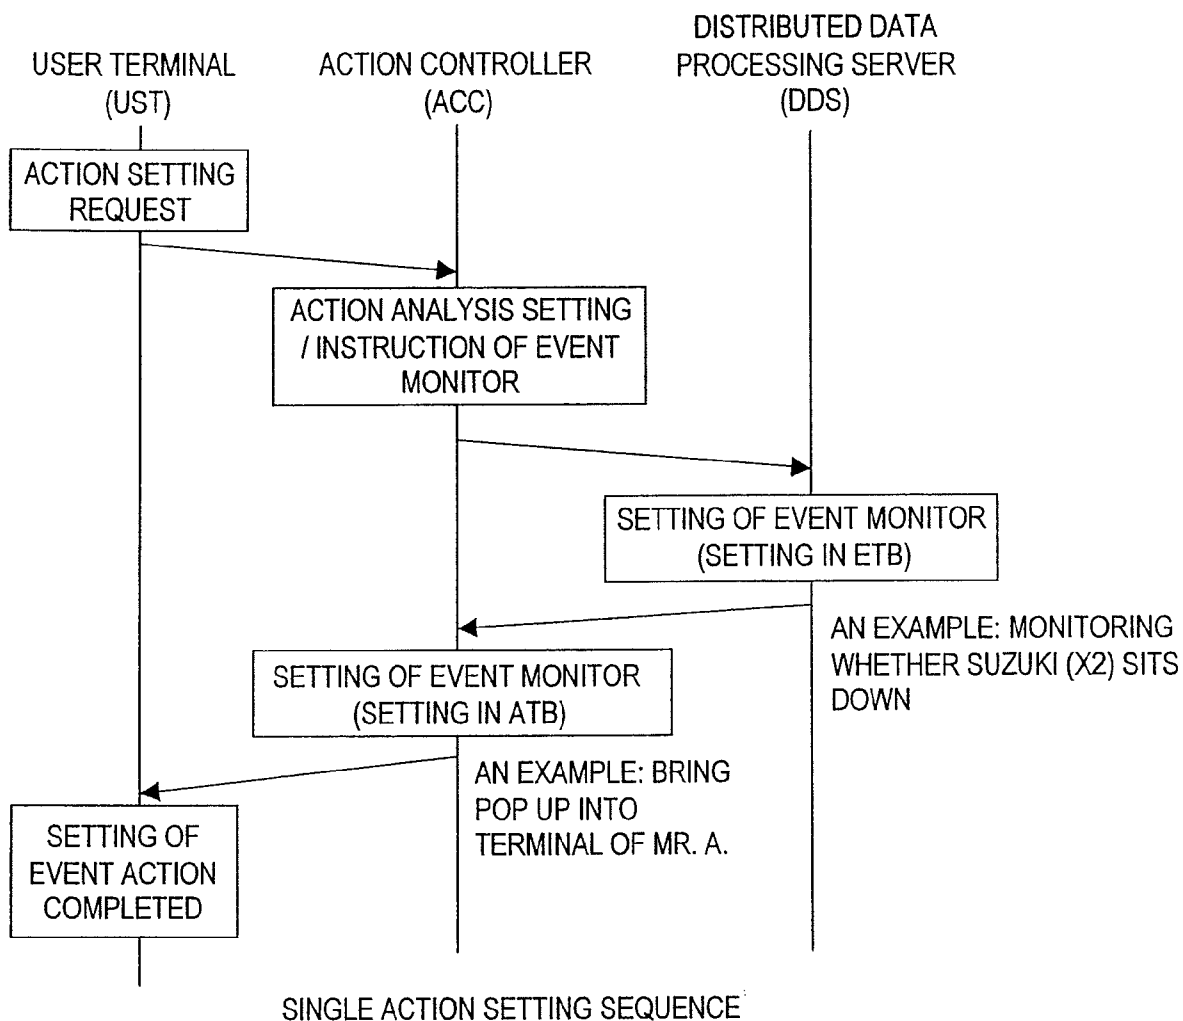 USER TERMINAL
(UST)
ACTION CONTROLLER
(ACC)
DISTRIBUTED DATA
PROCESSING SERVER
(DDS)
ACTION SETTING
REQUEST
ACTION ANALYSIS SETTING
/ INSTRUCTION OF EVENT
MONITOR
SETTING OF EVENT MONITOR
(SETTING IN ETB)
AN EXAMPLE: MONITORING
WHETHER SUZUKI (X2) SITS
DOWN
SETTING OF EVENT MONITOR
(SETTING IN ATB)
AN EXAMPLE: BRING
POP UP INTO
TERMINAL OF MR. A.
SETTING OF
EVENT ACTION
COMPLETED
SINGLE ACTION SETTING SEQUENCE